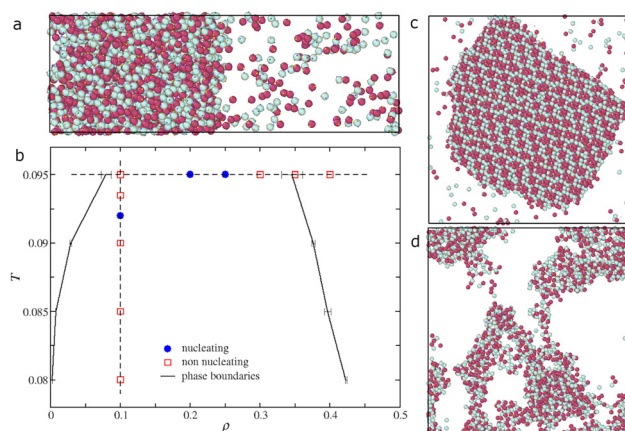 a
c
b
0.095
0.09
T
0.085
0.08
nucleating
non nucleating
phase boundaries
0 0.1 0.2 0.3 0.4 0.5
ρ
d